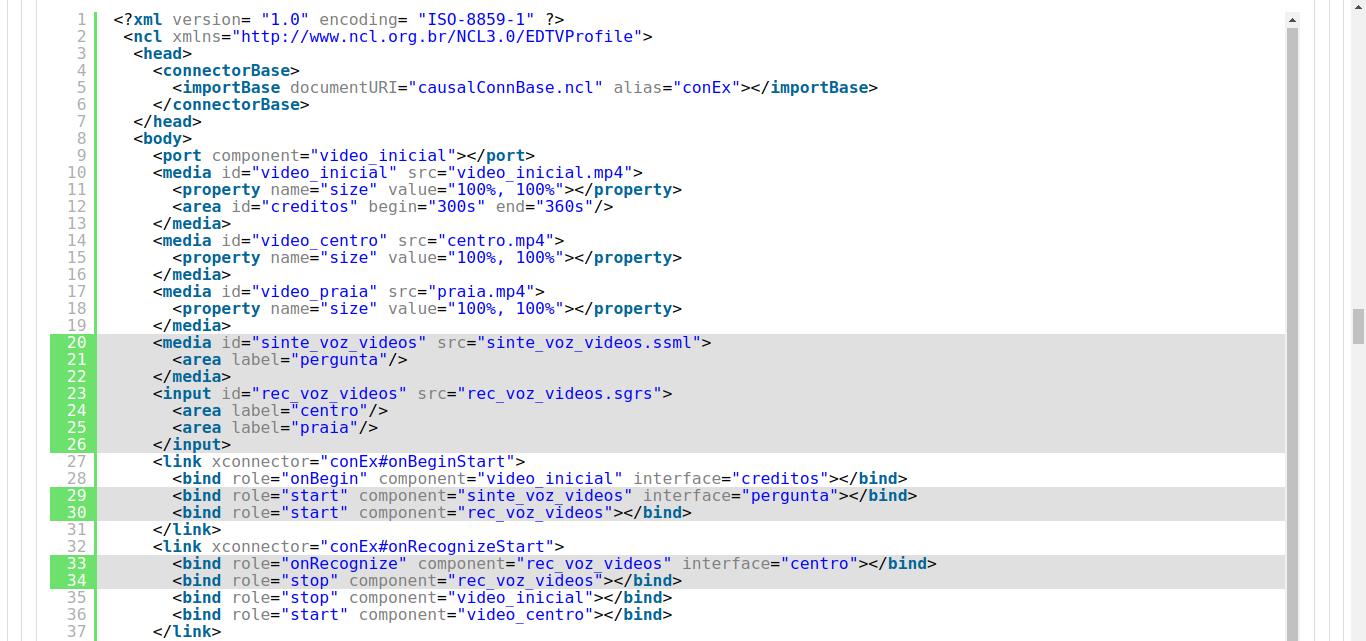 1 <?xml version= "1.0" encoding= "ISO-8859-1" ?>
2 <ncl xmlns="http://www.ncl.org.br/NCL3.0/EDTVProfile">
3 <head>
4 <connectorBase>
5 <importBase documentURI="causalConnBase.ncl" alias="conEx"></importBase>
6 </connectorBase>
7 </head>
8 <body>
9 <port component="video_inicial"></port>
10 <media id="video_inicial" src="video_inicial.mp4">
11 <property name="size" value="100%, 100%"></property>
12 <area id="creditos" begin="300s" end="360s"/>
13 </media>
14 <media id="video_centro" src="centro.mp4">
15 <property name="size" value="100%, 100%"></property>
16 </media>
17 <media id="video_praia" src="praia.mp4">
18 <property name="size" value="100%, 100%"></property>
19 </media>
20 <media id="sinte_voz_videos" src="sinte_voz_videos.ssml">
21 <area label="pergunta"/>
22 </media>
23 <input id="rec_voz_videos" src="rec_voz_videos.sgrs">
24 <area label="centro"/>
25 <area label="praia"/>
26 </input>
27 <link xconnector="conEx#onBeginStart">
28 <bind role="onBegin" component="video_inicial" interface="creditos"></bind>
29 <bind role="start" component="sinte_voz_videos" interface="pergunta"></bind>
30 <bind role="start" component="rec_voz_videos"></bind>
31 </link>
32 <link xconnector="conEx#onRecognizeStart">
33 <bind role="onRecognize" component="rec_voz_videos" interface="centro"></bind>
34 <bind role="stop" component="rec_voz_videos"></bind>
35 <bind role="stop" component="video_inicial"></bind>
36 <bind role="start" component="video_centro"></bind>
37 </link>